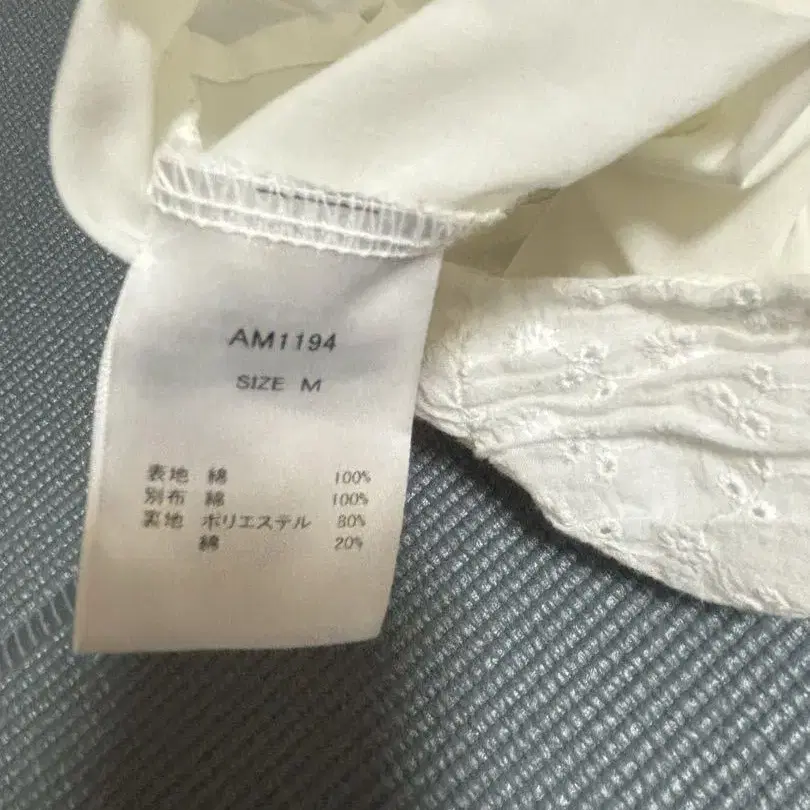 AM1194
SIZE M
表地 綿 100%
別布 綿 100%
裏地 ポリエステル 80%
綿 20%